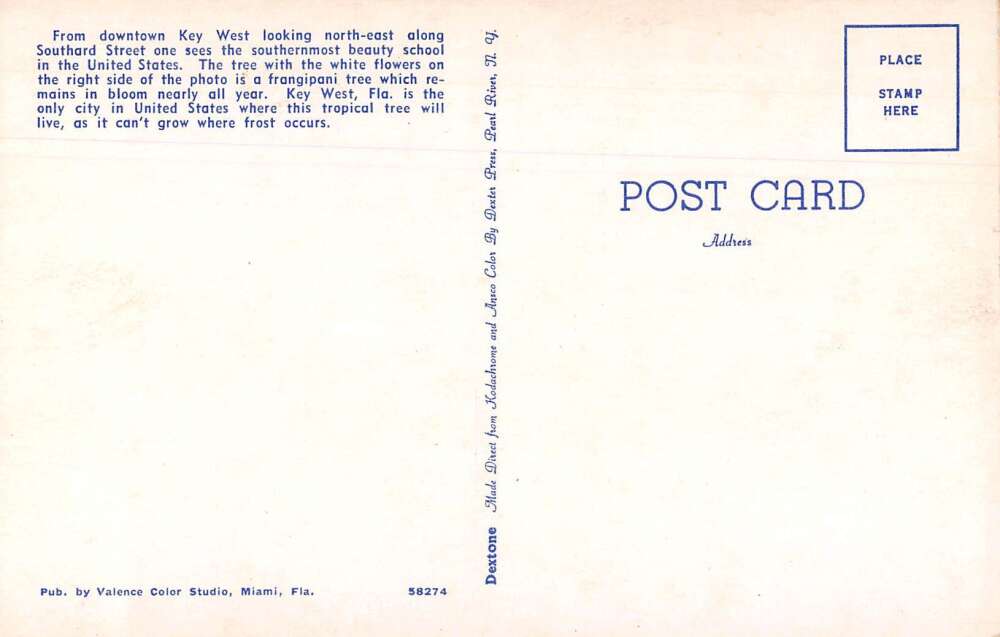 From downtown Key West looking north-east along
Southard Street one sees the southernmost beauty school
in the United States. The tree with the white flowers on
the right side of the photo is a frangipani tree which re-
mains in bloom nearly all year. Key West, Fla. is the
only city in United States where this tropical tree will
live, as it can't grow where frost occurs.
Pub. by Valence Color Studio, Miami, Fla.
58274
Dextone Made Direct from Kodachrome and Ansco Color By Dexter Press, Pearl River, N. Y.
PLACE
STAMP
HERE
POST CARD
Address